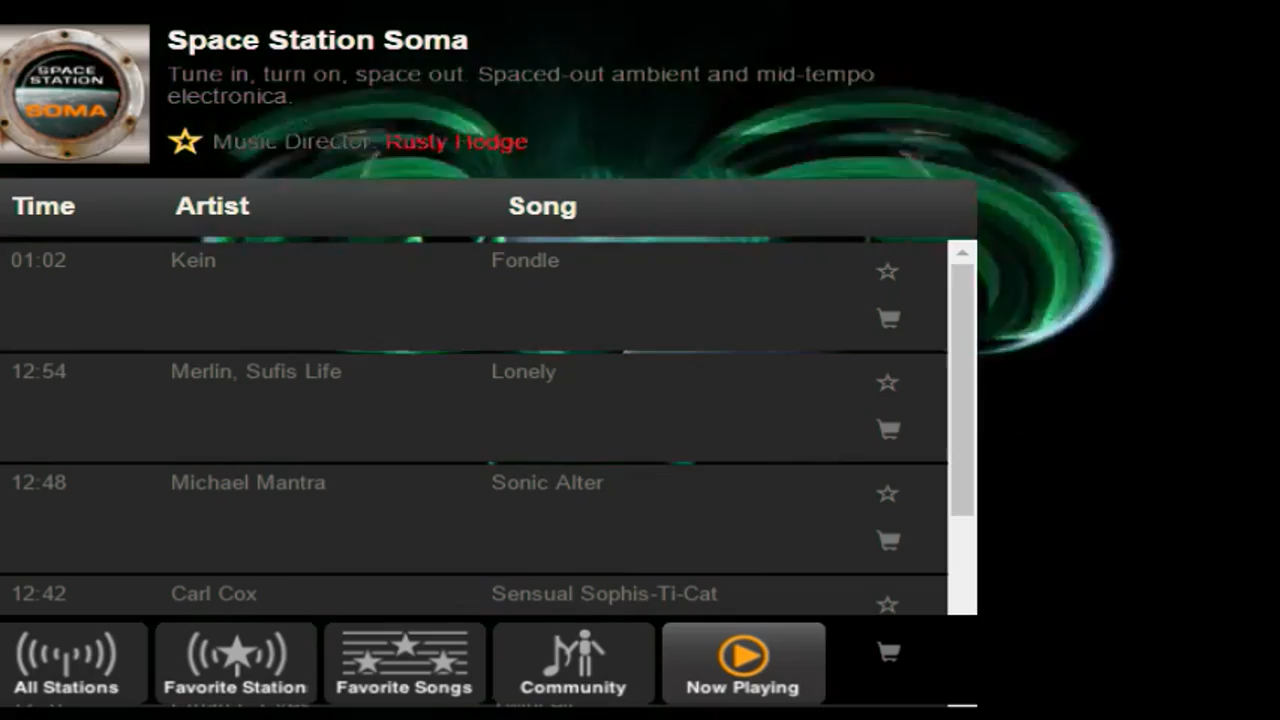 SPACE
STATION
SOMA
Space Station Soma
Tune in, turn on, space out. Spaced-out ambient and mid-tempo
electronica.
Music Director: Rusty Hodge
Time Artist Song
01:02 Kein Fondle
12:54 Merlin, Sufis Life Lonely
12:48 Michael Mantra Sonic Alter
12:42 Carl Cox Sensual Sophis-Ti-Cat
All Stations Favorite Station Favorite Songs Community Now Playing